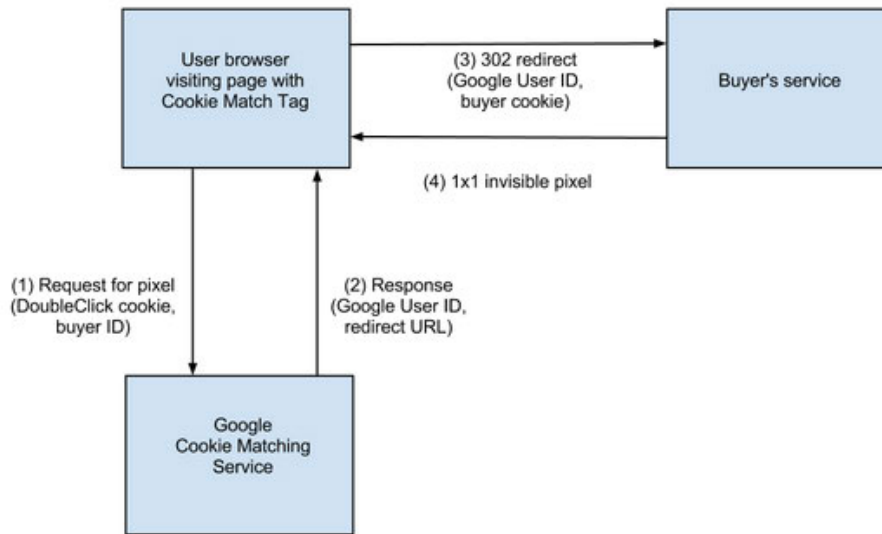 User browser
visiting page with
Cookie Match Tag
(3) 302 redirect
(Google User ID,
buyer cookie)
Buyer's service
(4) 1x1 invisible pixel
(1) Request for pixel
(DoubleClick cookie,
buyer ID)
(2) Response
(Google User ID,
redirect URL)
Google
Cookie Matching
Service